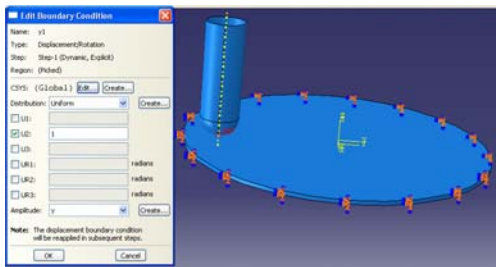 Edit Boundary Condition
Name: y1
Type: Displacement/Rotation
Step: Step-1 (Dynamic, Explicit)
Region: (Picked)
CSYS: (Global) Edit... Create...
Distribution: Uniform Create...
U1:
U2: 1
U3:
UR1: radians
UR2: radians
UR3: radians
Amplitude: y Create...
Note: The displacement boundary condition
will be reapplied in subsequent steps.
OK Cancel